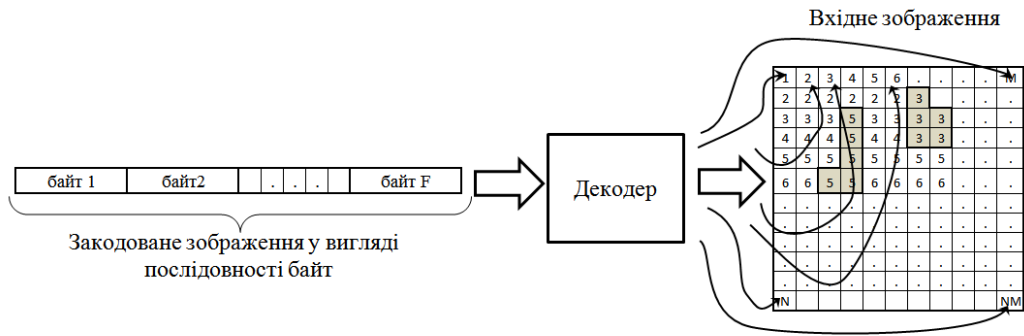 Вхідне зображення
1 2 3 4 5 6 . . . . M
2 2 2 2 2 2 3 . . . .
3 3 3 5 3 3 3 3 . . .
4 4 4 5 4 4 3 3 . . .
5 5 5 5 5 5 5 5 . . .
6 6 5 5 6 6 6 6 . . .
. . . . . . . . . . .
. . . . . . . . . . .
. . . . . . . . . . .
. . . . . . . . . . .
. . . . . . . . . . .
N NM
байт 1 байт2 . . . . байт F
Декодер
Закодоване зображення у вигляді
послідовності байт